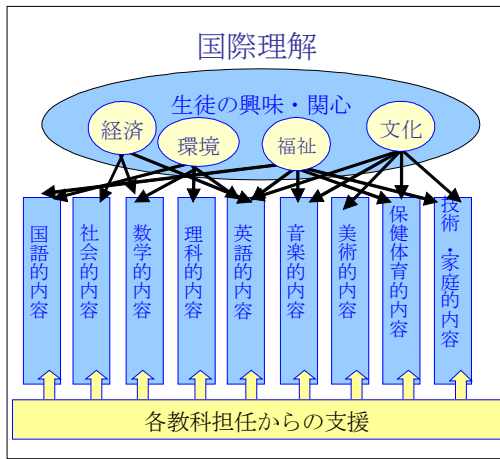 国際理解
生徒の興味・関心
経済
環境
福祉
文化
国語的内容
社会的内容
数学的内容
理科的内容
英語的内容
音楽的内容
美術的内容
保健体育的内容
技術・家庭的内容
各教科担任からの支援